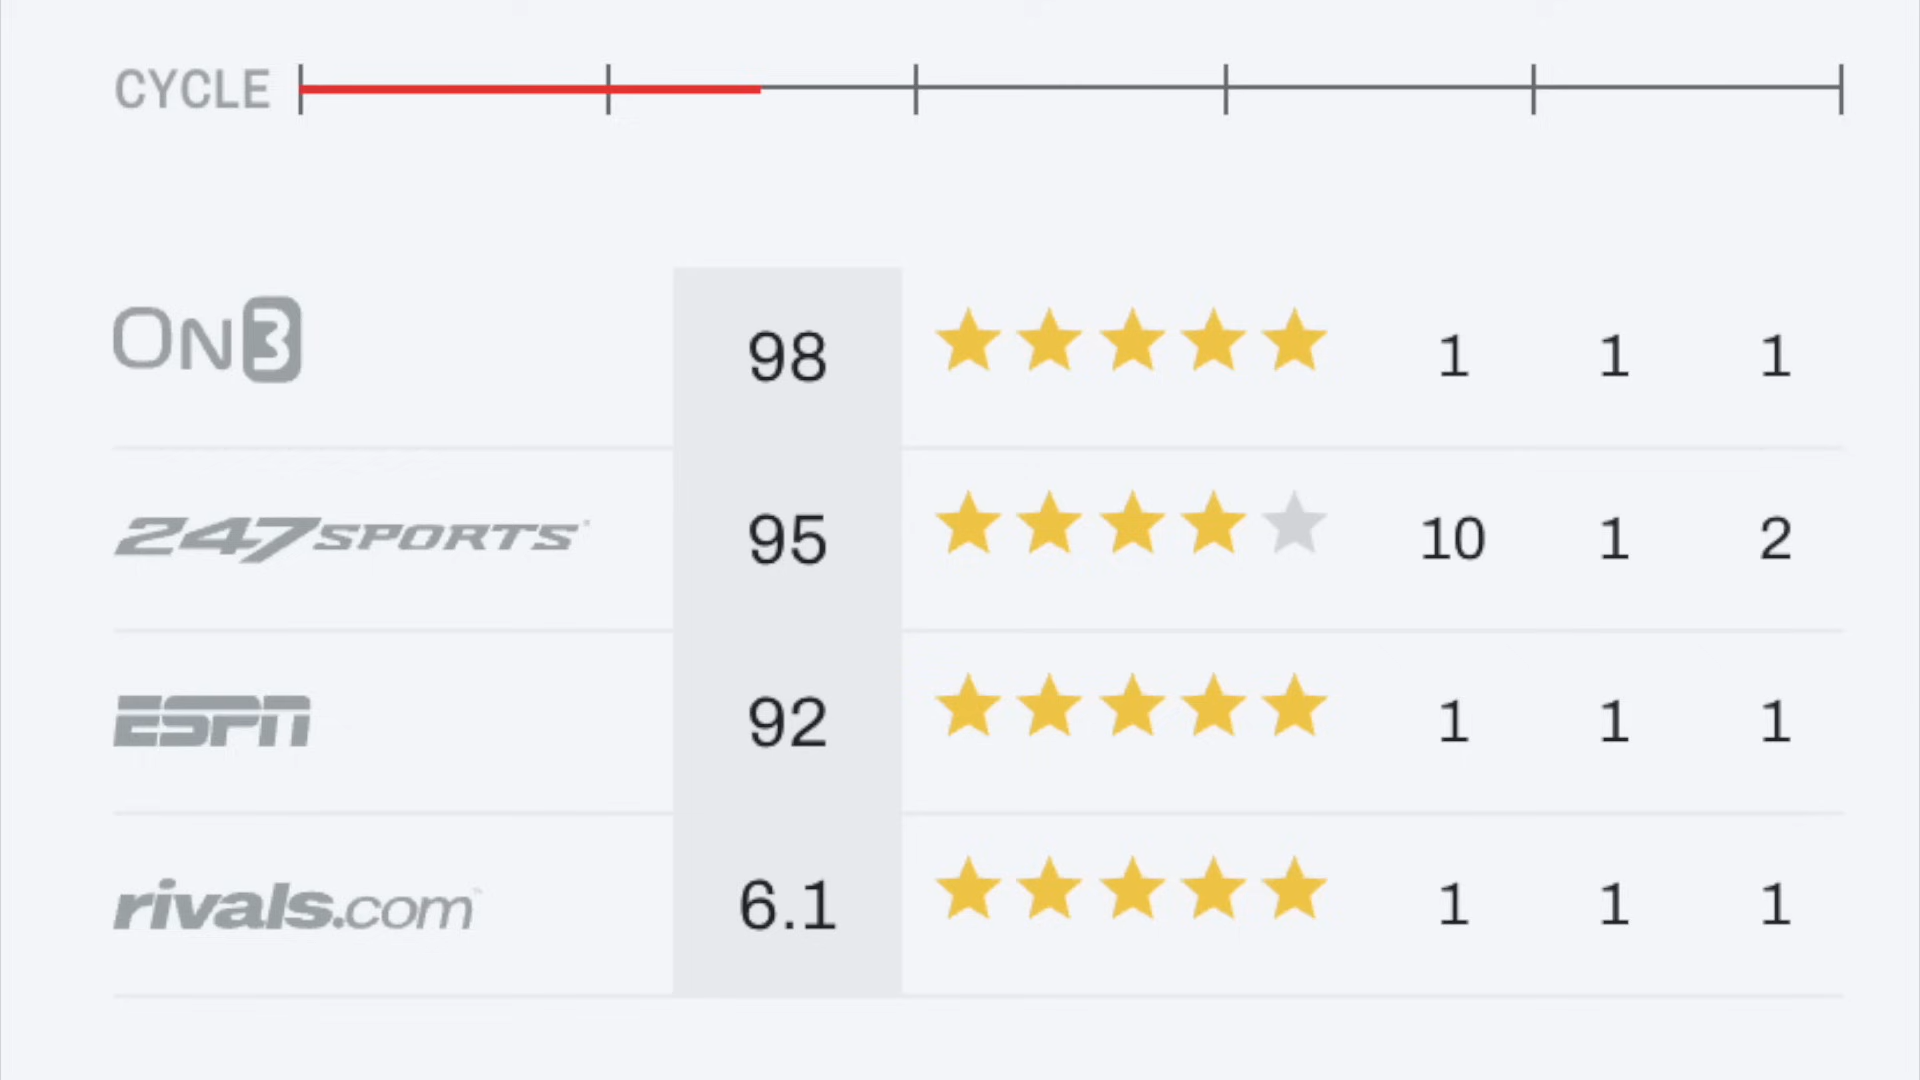 CYCLE
ON3 98 1 1 1
247SPORTS 95 10 1 2
ESPN 92 1 1 1
rivals.com 6.1 1 1 1